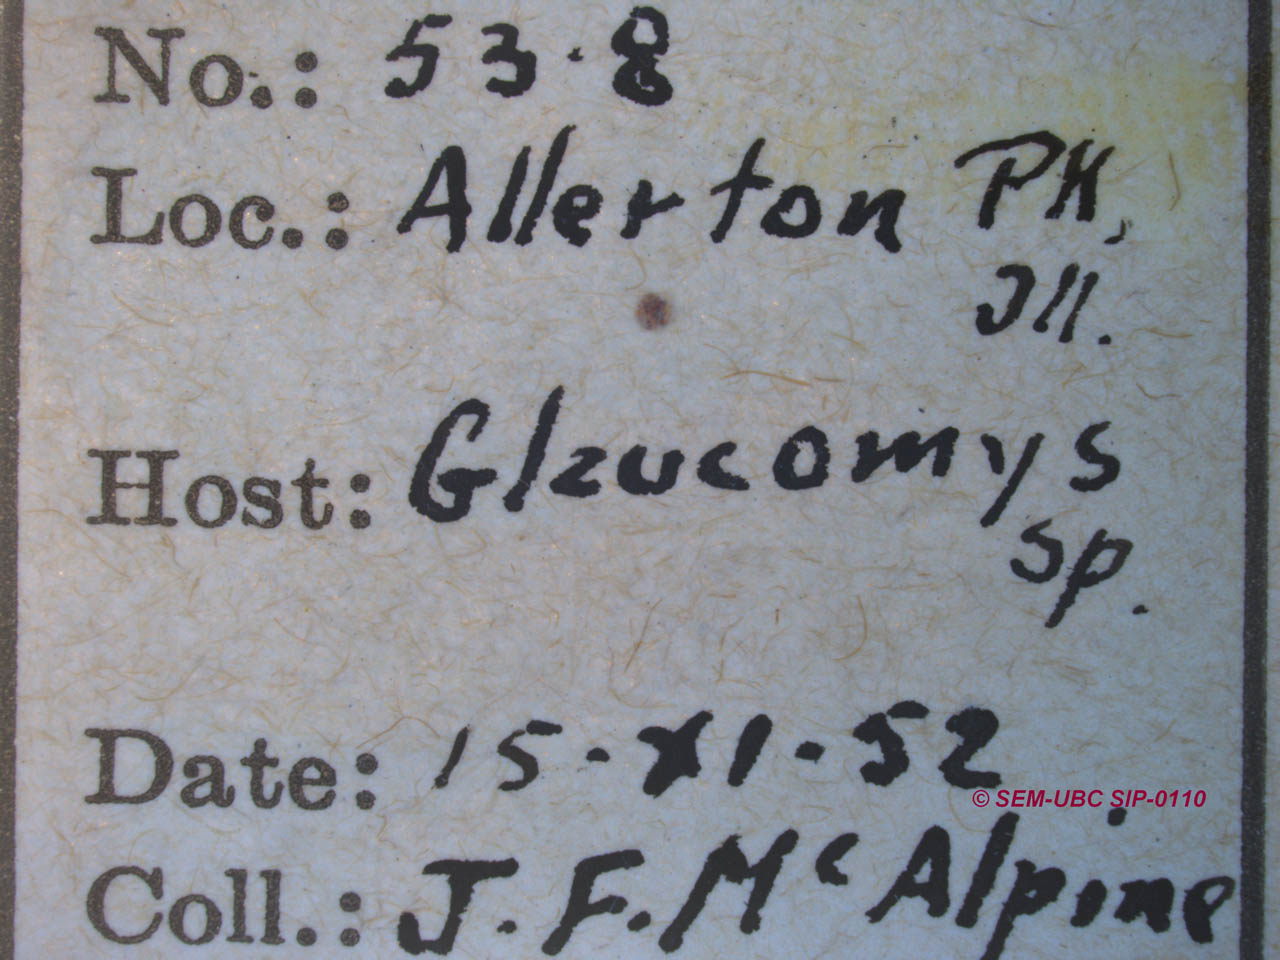 No.: 53-8
Loc.: Allerton PK,
Ill.
Host: Glaucomys
sp.
Date: 15-XI-52
© SEM-UBC SIP-0110
Coll.: J. F. McAlpine